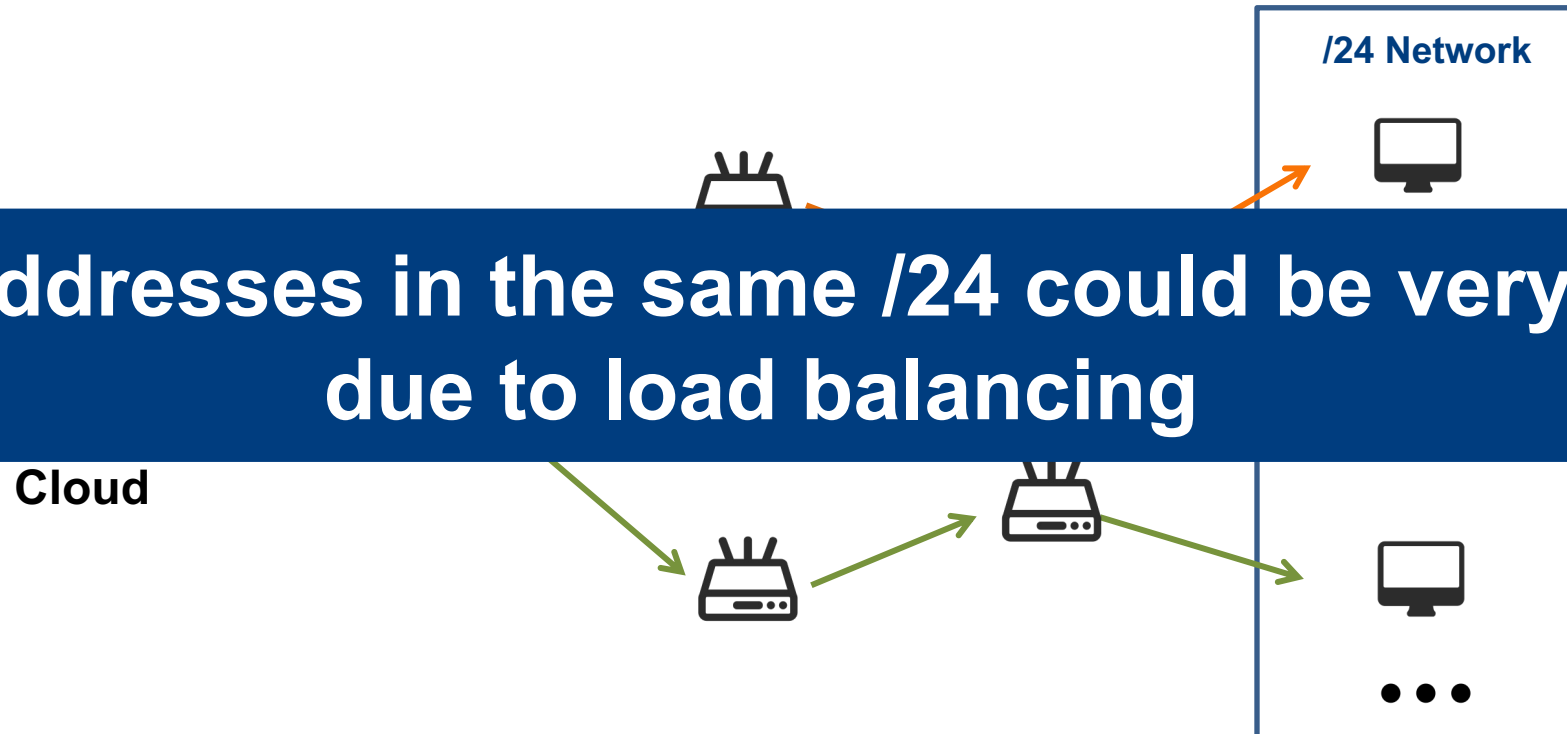 /24 Network
ddresses in the same /24 could be very
due to load balancing
Cloud